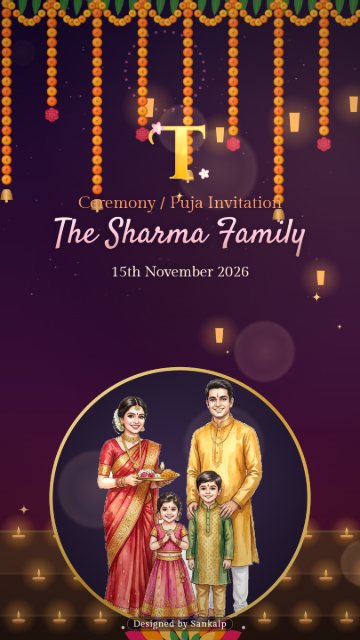 T
Ceremony / Puja Invitation
The Sharma Family
15th November 2026
Designed by Sankalp